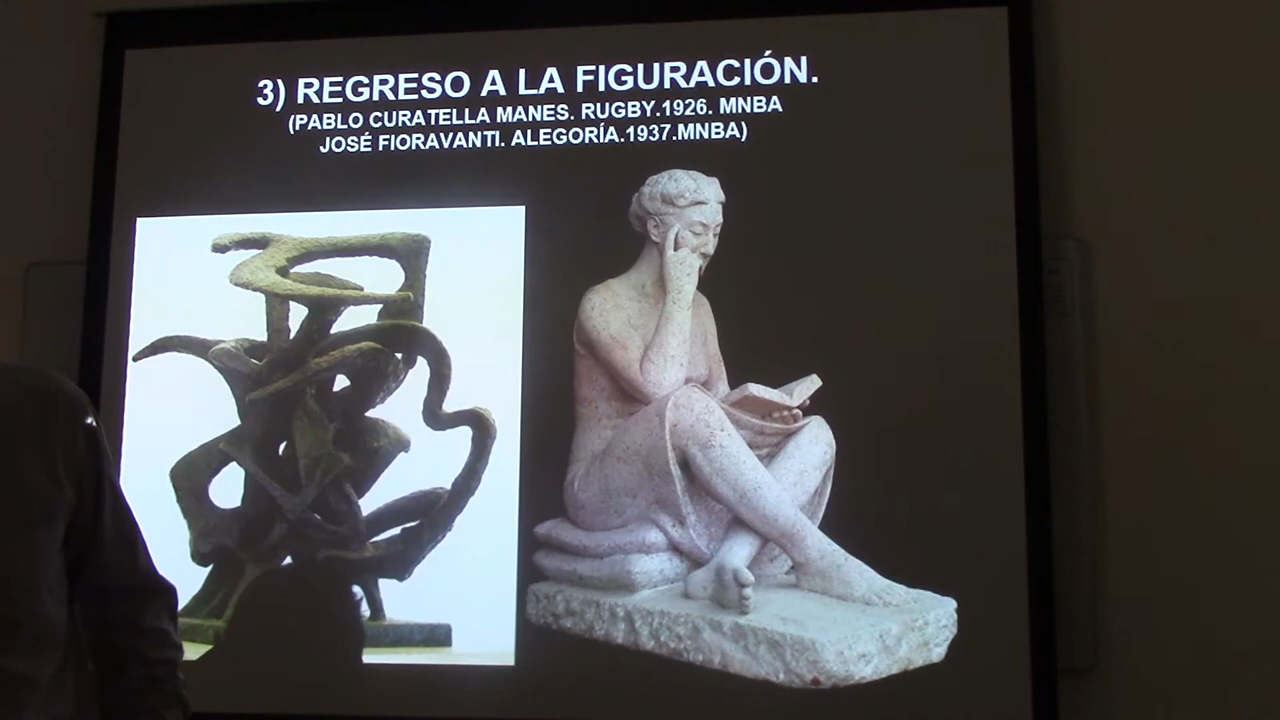 3) REGRESO A LA FIGURACIÓN.
(PABLO CURATELLA MANES. RUGBY.1926. MNBA
JOSÉ FIORAVANTI. ALEGORÍA.1937.MNBA)